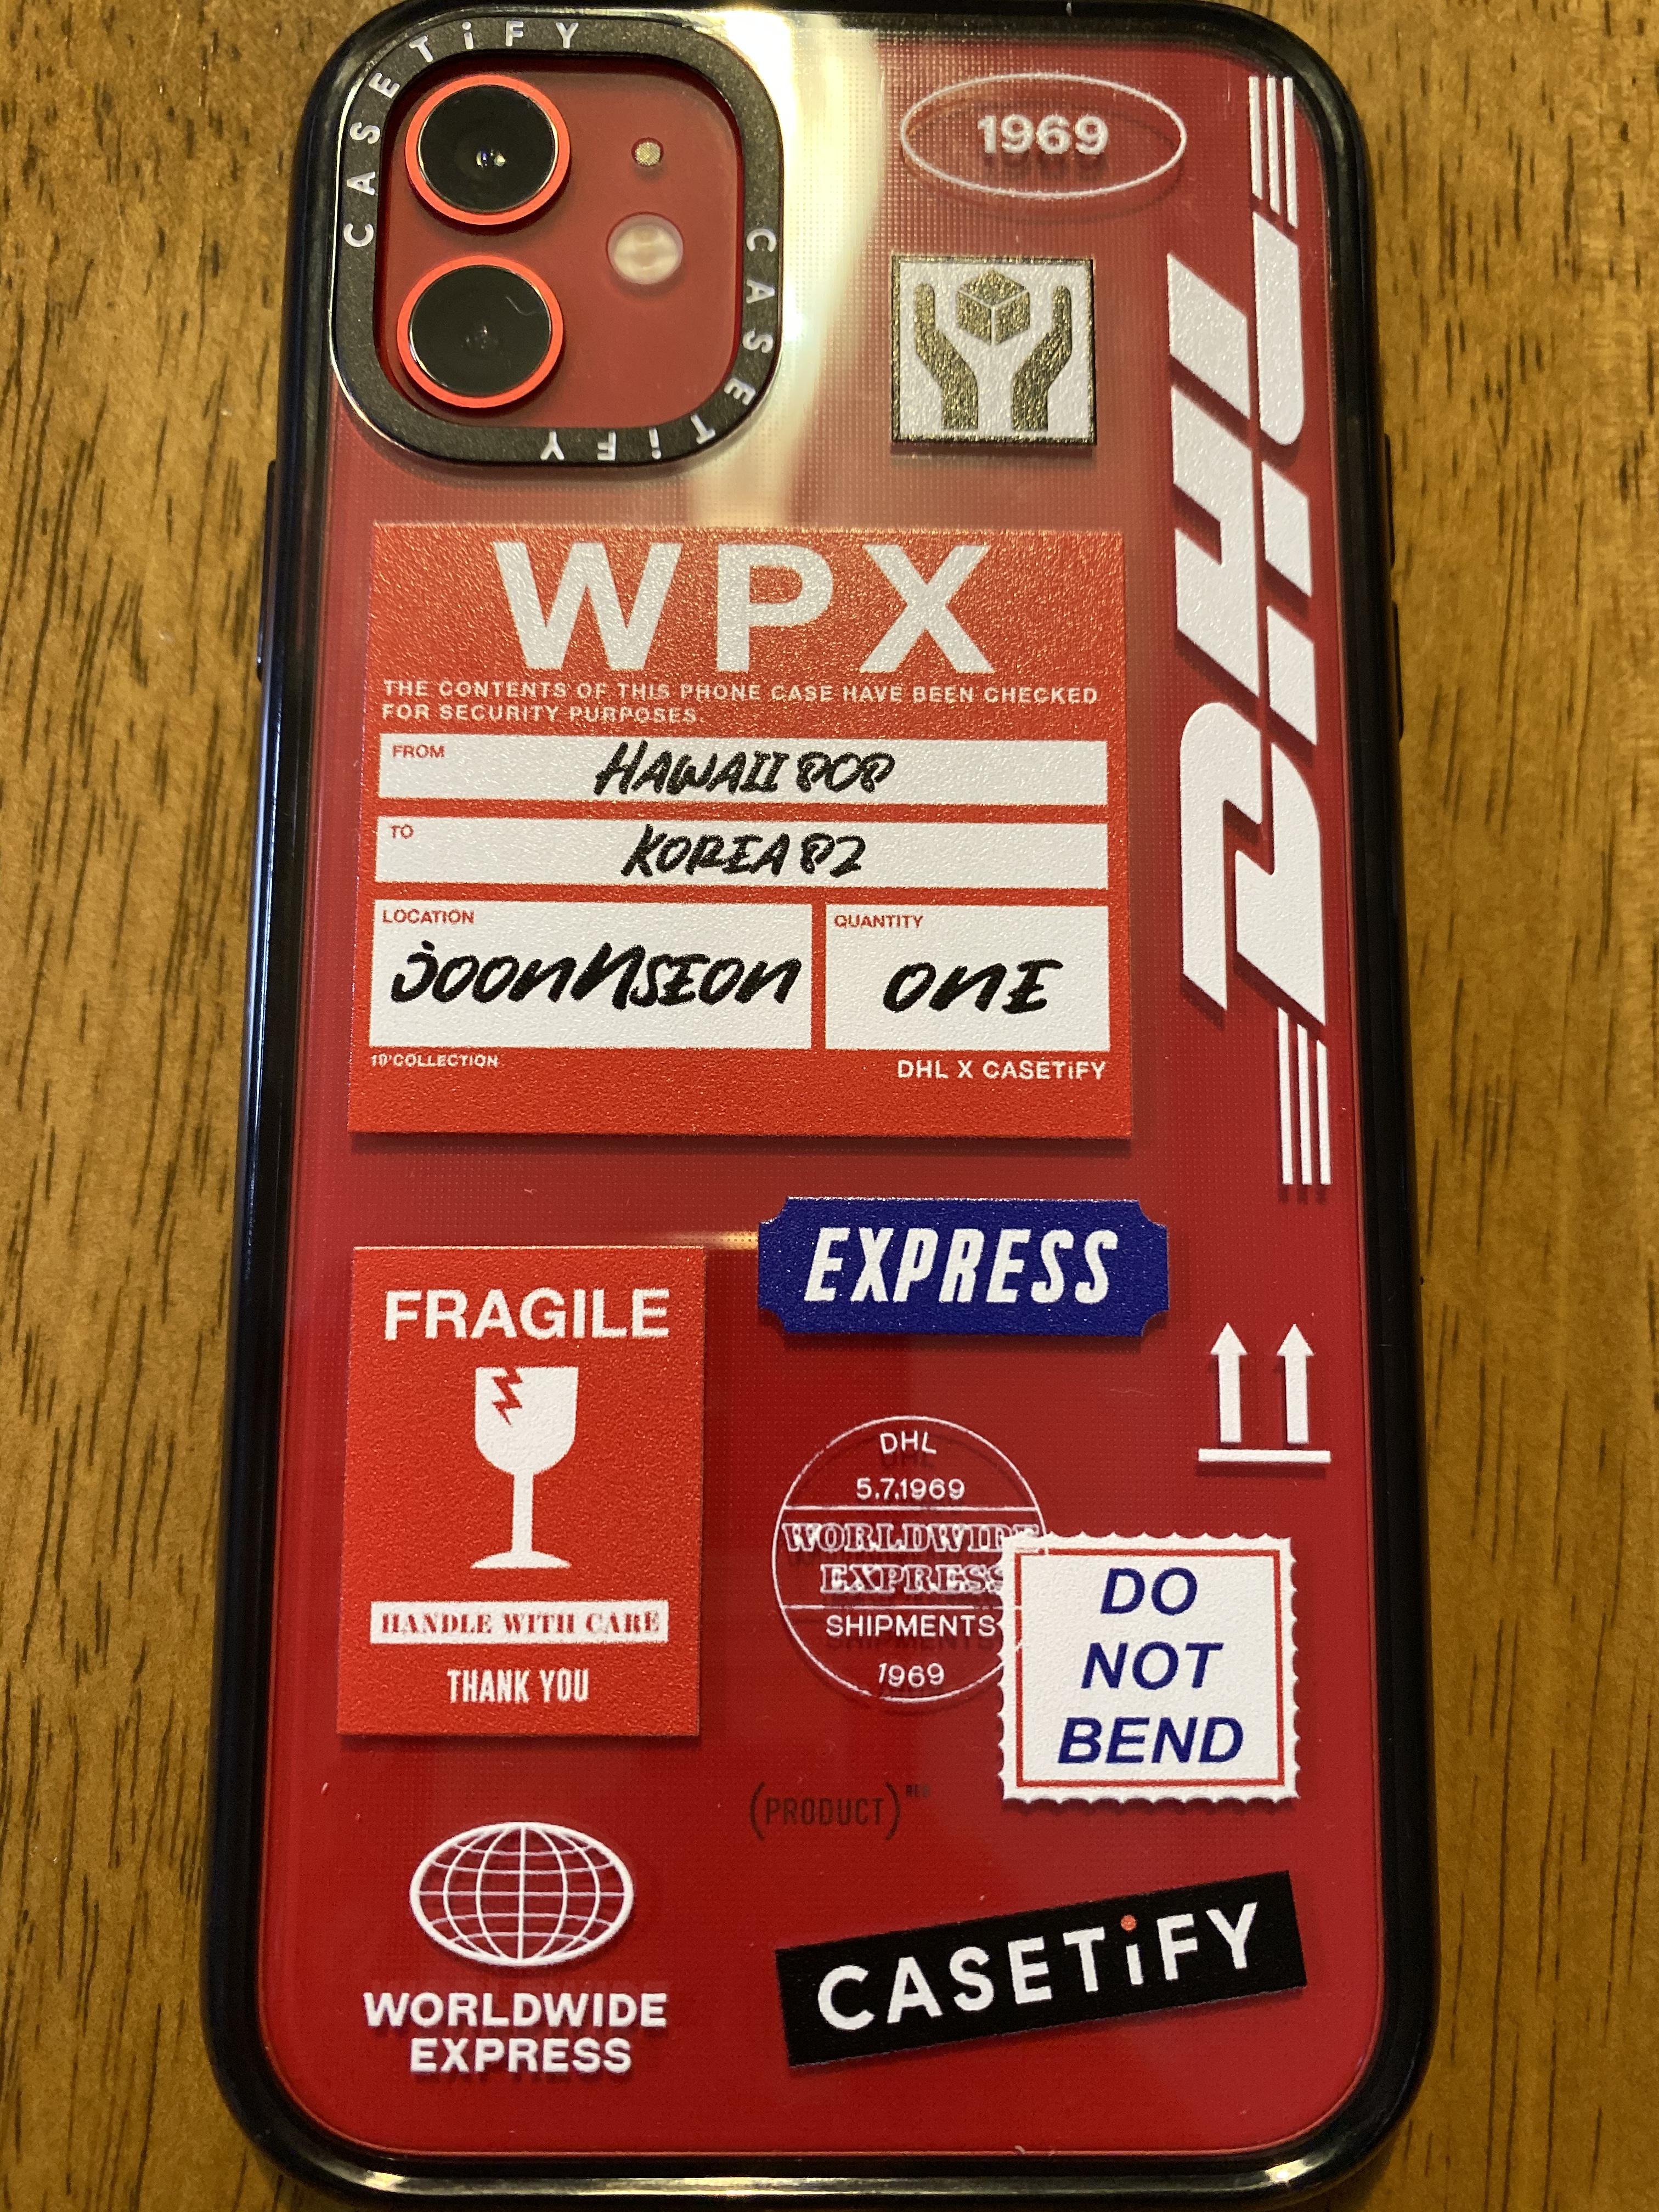 CASETiFY
CASETiFY
1969
DHL
WPX
THE CONTENTS OF THIS PHONE CASE HAVE BEEN CHECKED
FOR SECURITY PURPOSES.
FROM
HAWAII 808
TO
KOREA 82
LOCATION
joonNSEON
QUANTITY
ONE
19'COLLECTION
DHL X CASETiFY
EXPRESS
FRAGILE
HANDLE WITH CARE
THANK YOU
DHL
5.7.1969
WORLDWIDE
EXPRESS
SHIPMENTS
1969
DO
NOT
BEND
(PRODUCT)RED
WORLDWIDE
EXPRESS
CASETiFY